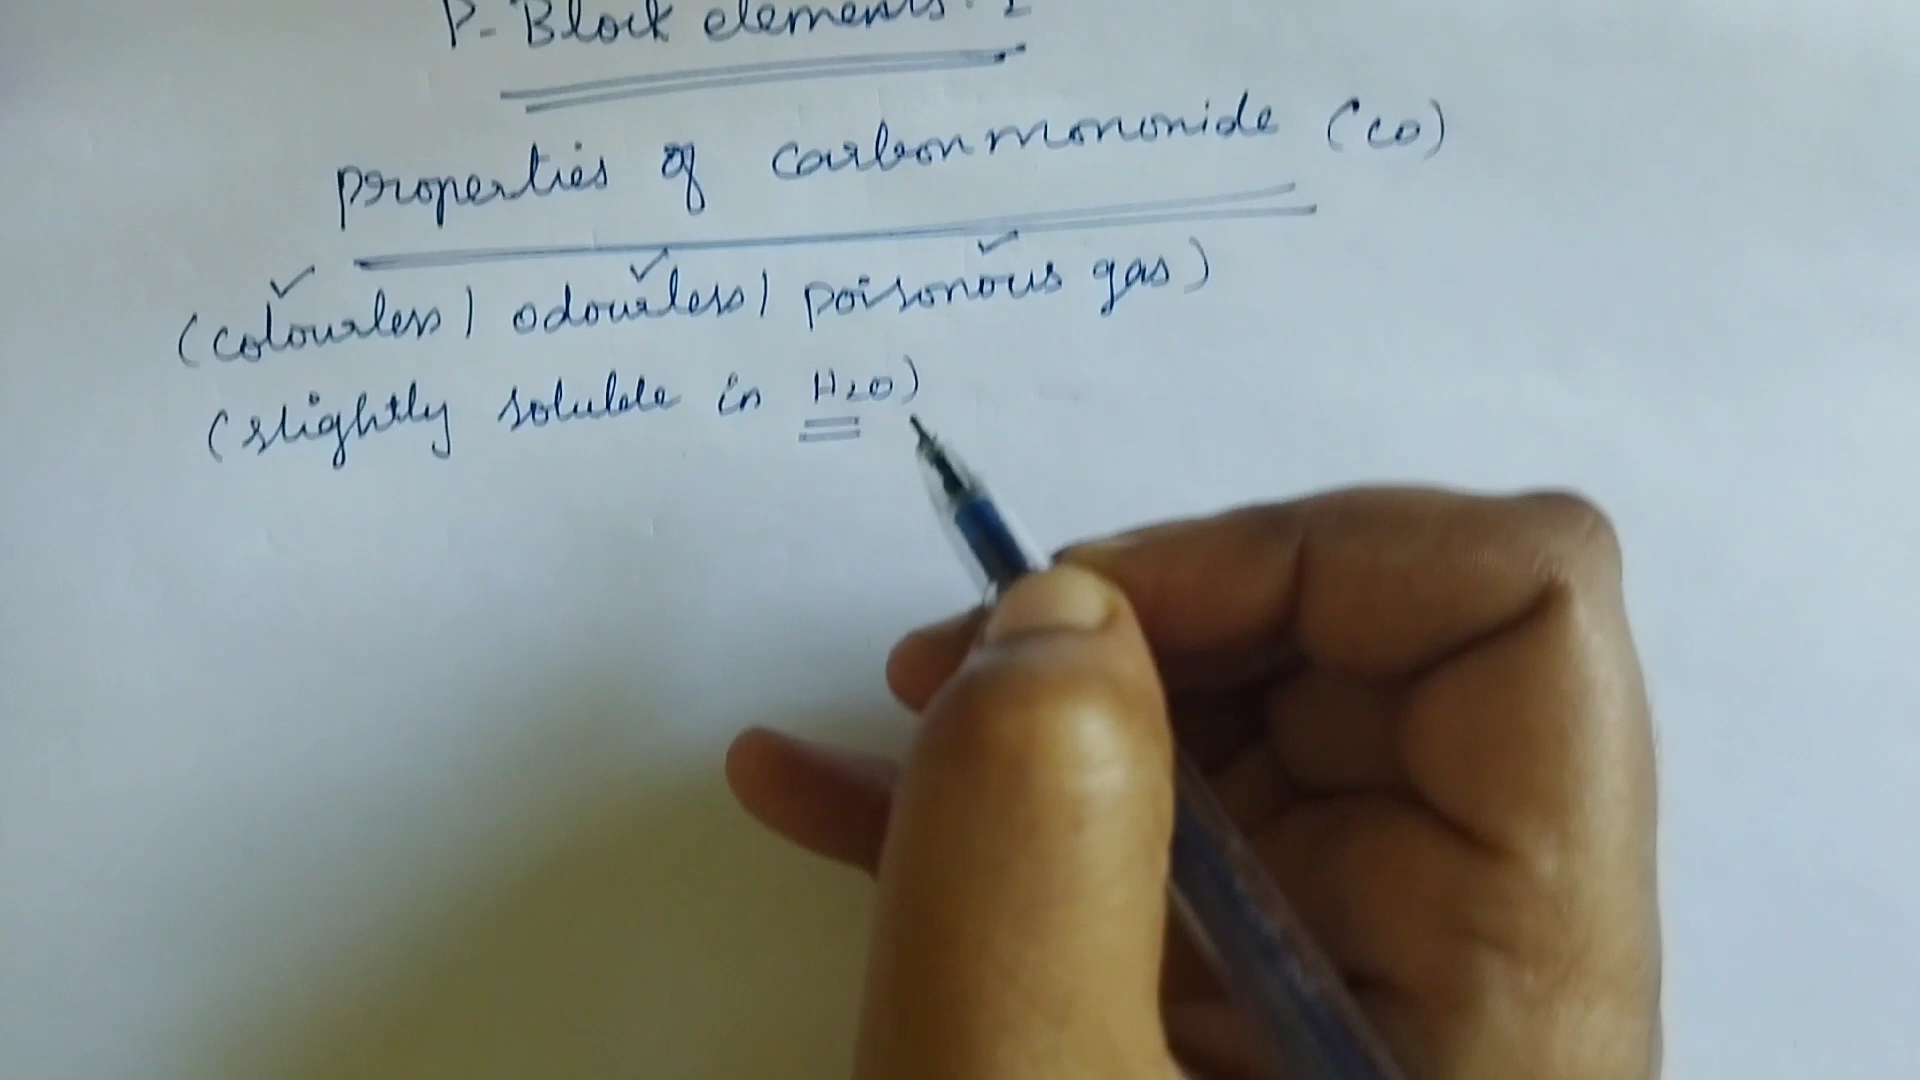 P-Block elements.
Properties of carbonmonoxide (CO)
(colourless) odourless) poisonous gas)
(slightly soluble in H2O)